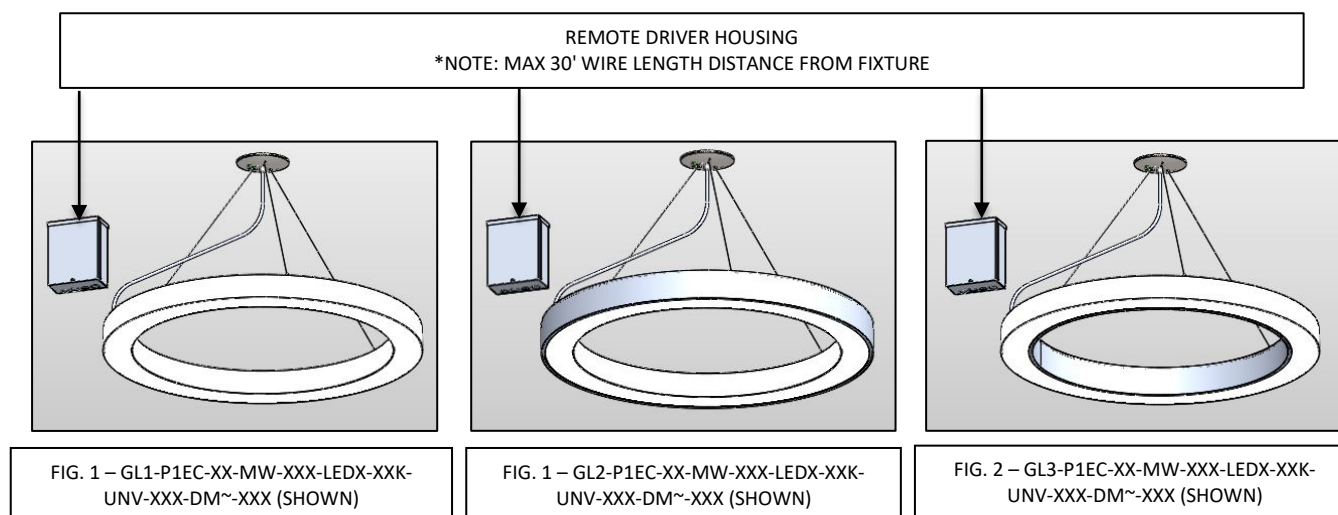 REMOTE DRIVER HOUSING
*NOTE: MAX 30' WIRE LENGTH DISTANCE FROM FIXTURE
FIG. 1 – GL1-P1EC-XX-MW-XXX-LEDX-XXK-
UNV-XXX-DM~-XXX (SHOWN)
FIG. 1 – GL2-P1EC-XX-MW-XXX-LEDX-XXK-
UNV-XXX-DM~-XXX (SHOWN)
FIG. 2 – GL3-P1EC-XX-MW-XXX-LEDX-XXK-
UNV-XXX-DM~-XXX (SHOWN)